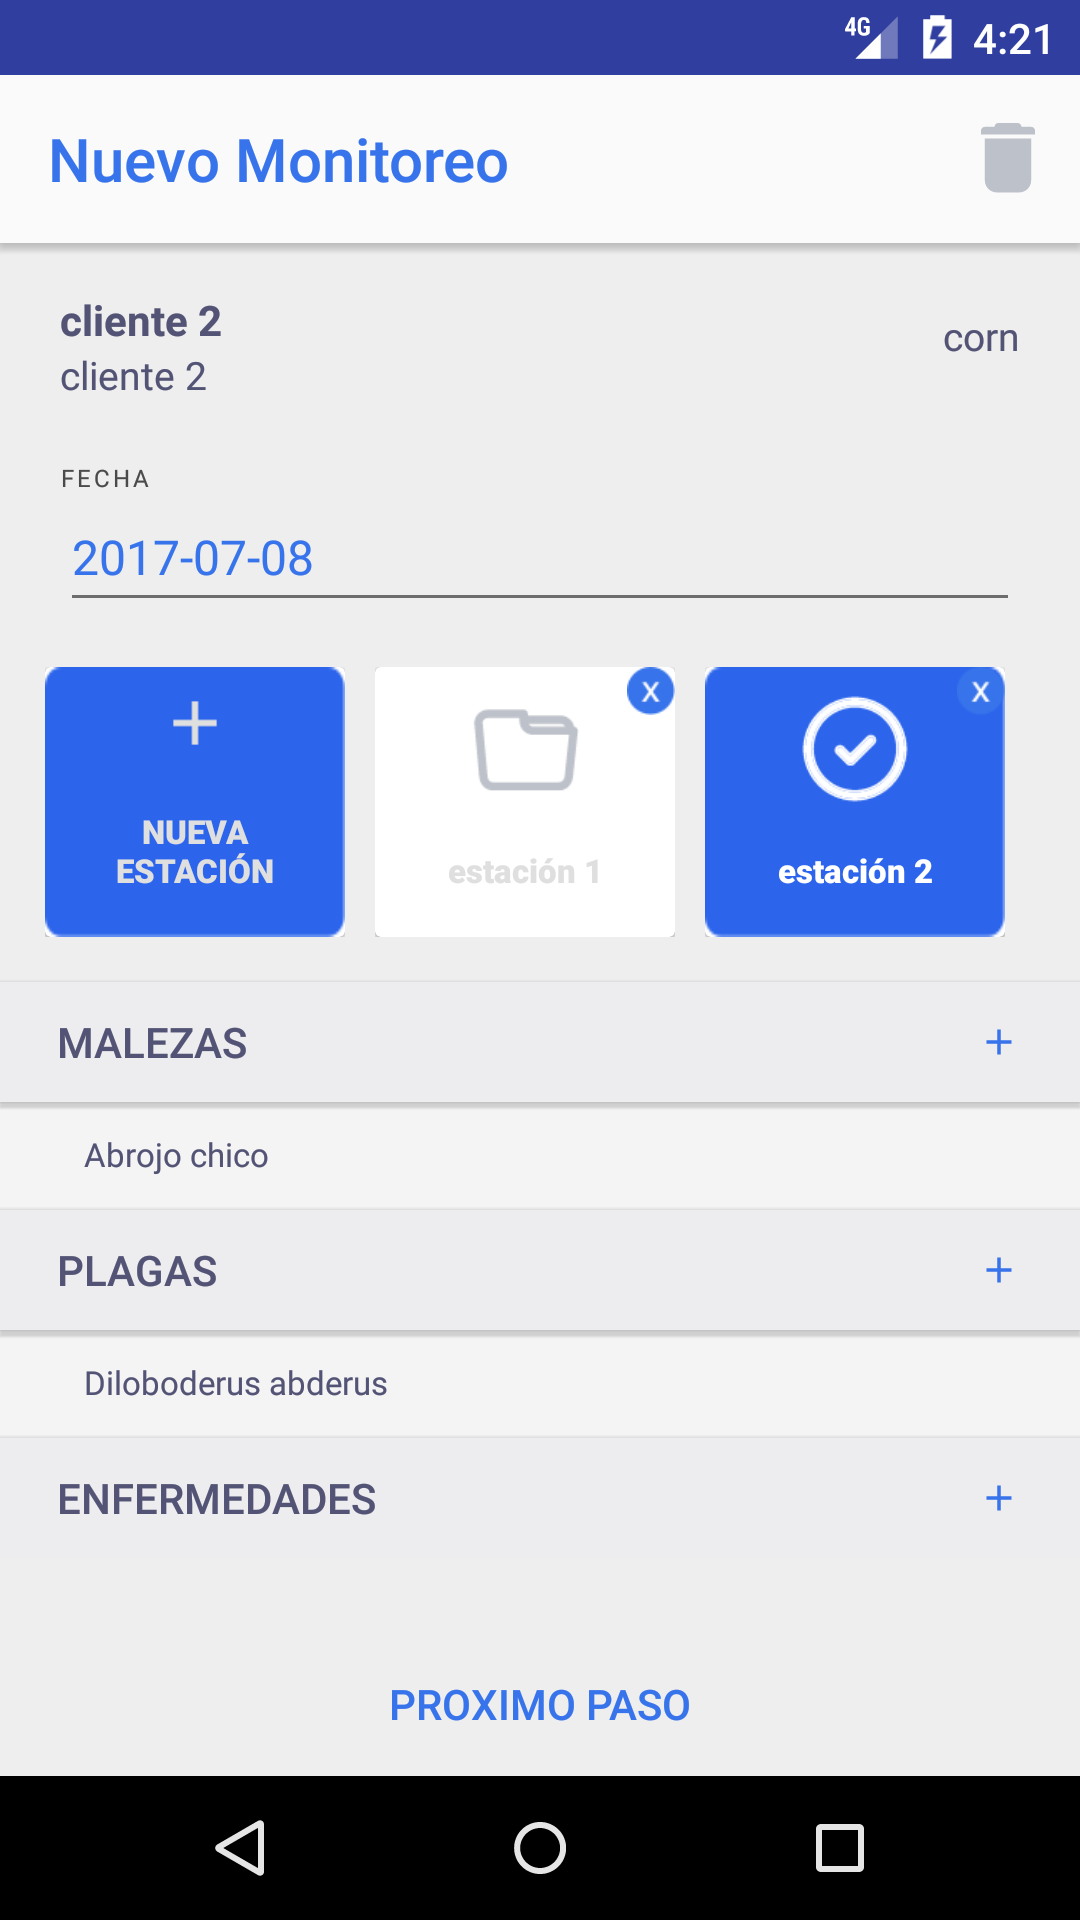 4G 4:21
Nuevo Monitoreo
cliente 2
cliente 2
corn
FECHA
2017-07-08
+
NUEVA
ESTACIÓN
X
estación 1
X
estación 2
MALEZAS +
Abrojo chico
PLAGAS +
Diloboderus abderus
ENFERMEDADES +
PROXIMO PASO